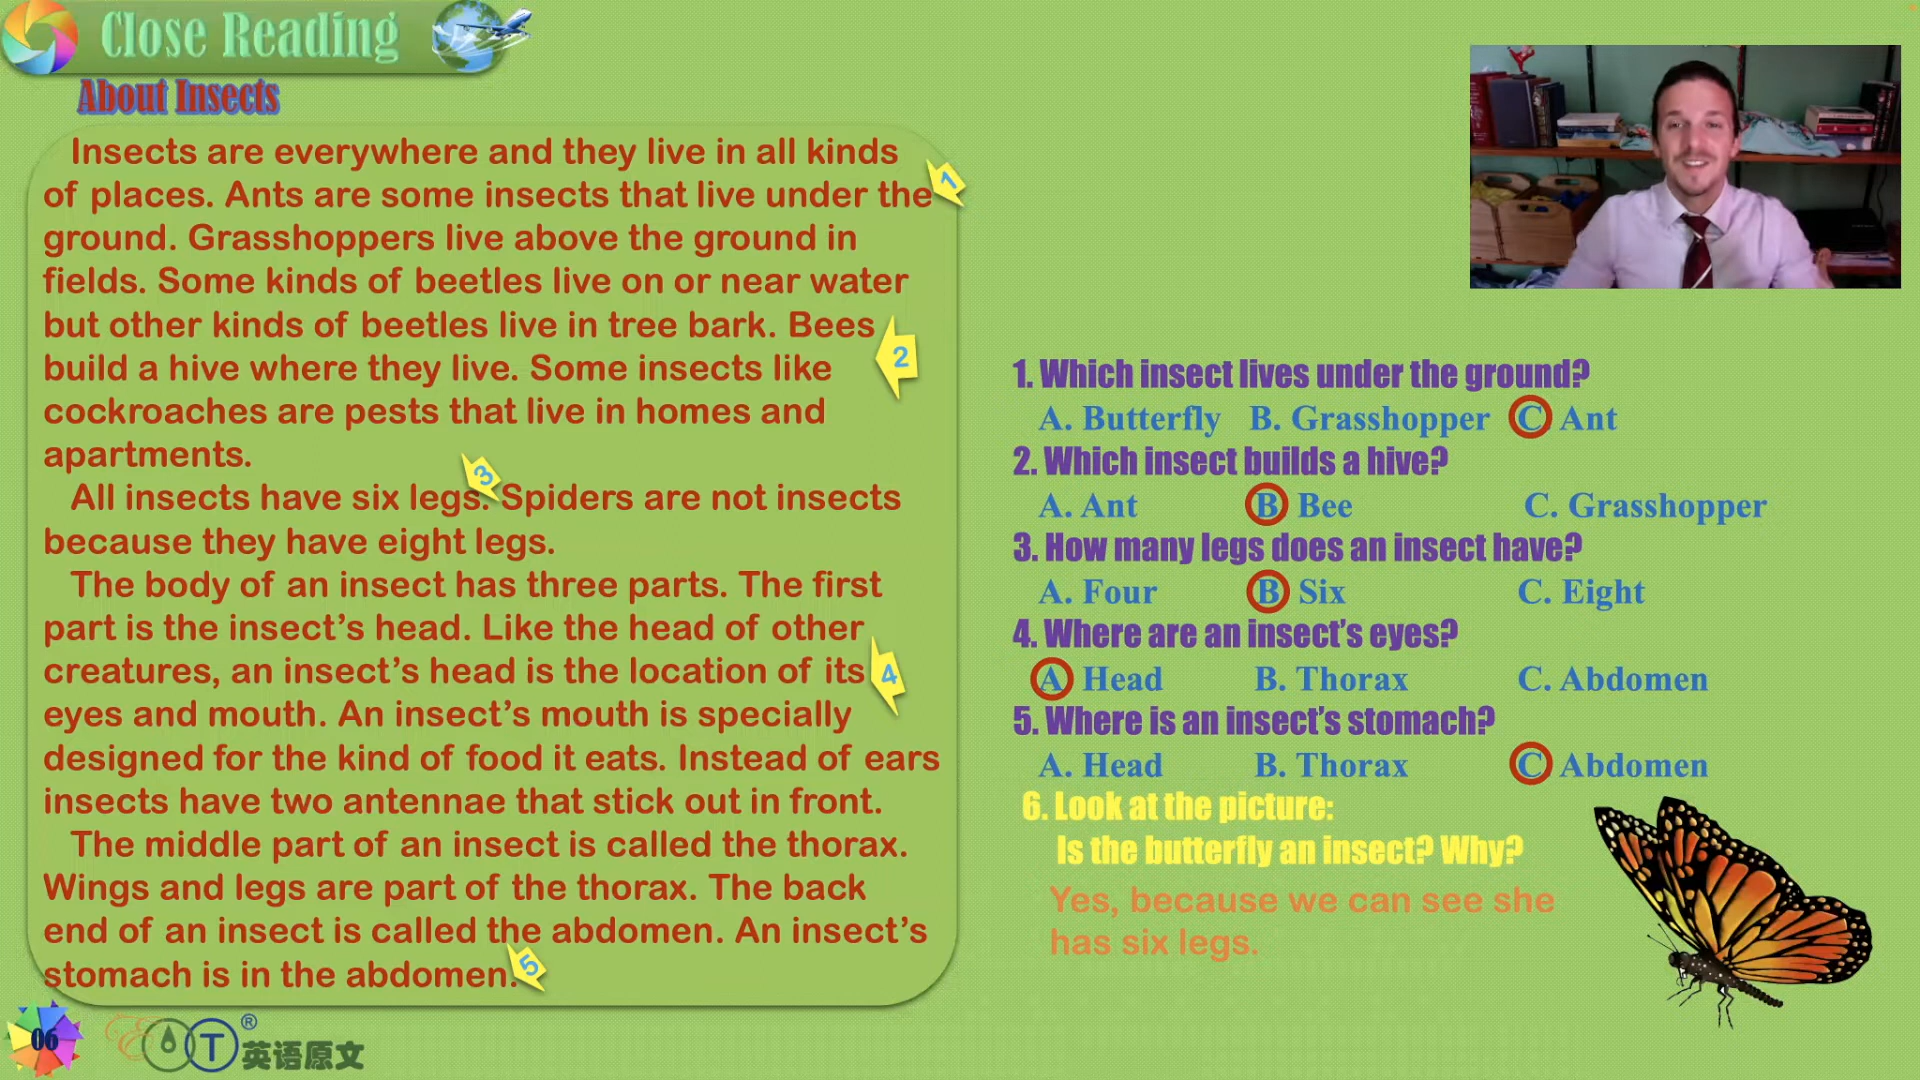 Close Reading
About Insects
Insects are everywhere and they live in all kinds
of places. Ants are some insects that live under the
ground. Grasshoppers live above the ground in
fields. Some kinds of beetles live on or near water
but other kinds of beetles live in tree bark. Bees
build a hive where they live. Some insects like
cockroaches are pests that live in homes and
apartments.
All insects have six legs. Spiders are not insects
because they have eight legs.
The body of an insect has three parts. The first
part is the insect's head. Like the head of other
creatures, an insect's head is the location of its
eyes and mouth. An insect's mouth is specially
designed for the kind of food it eats. Instead of ears
insects have two antennae that stick out in front.
The middle part of an insect is called the thorax.
Wings and legs are part of the thorax. The back
end of an insect is called the abdomen. An insect's
stomach is in the abdomen.
1
2
3
4
5
1. Which insect lives under the ground?
A. Butterfly B. Grasshopper C Ant
2. Which insect builds a hive?
A. Ant B Bee C. Grasshopper
3. How many legs does an insect have?
A. Four B Six C. Eight
4. Where are an insect's eyes?
A Head B. Thorax C. Abdomen
5. Where is an insect's stomach?
A. Head B. Thorax C Abdomen
6. Look at the picture:
Is the butterfly an insect? Why?
Yes, because we can see she
has six legs.
06
T® 英语原文